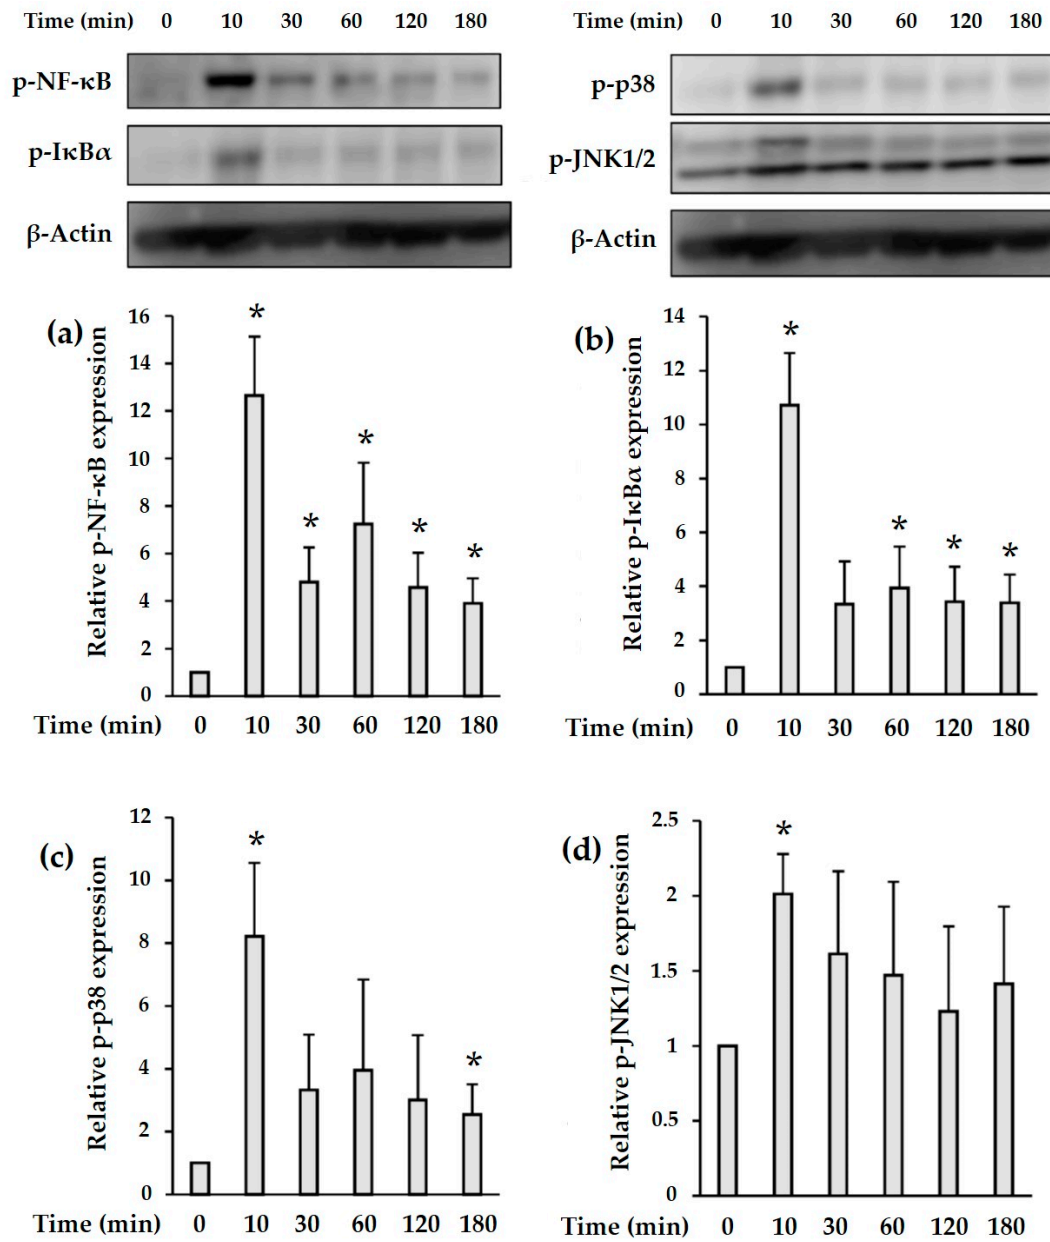 Time (min) 0 10 30 60 120 180
p-NF-κB
p-IκBα
β-Actin
Time (min) 0 10 30 60 120 180
p-p38
p-JNK1/2
β-Actin
(a)
Relative p-NF-κB expression
16
14
12
10
8
6
4
2
0
* * * * *
Time (min) 0 10 30 60 120 180
(b)
Relative p-IκBα expression
14
12
10
8
6
4
2
0
* * * *
Time (min) 0 10 30 60 120 180
(c)
Relative p-p38 expression
12
10
8
6
4
2
0
* *
Time (min) 0 10 30 60 120 180
(d)
Relative p-JNK1/2 expression
2.5
2
1.5
1
0.5
0
*
Time (min) 0 10 30 60 120 180